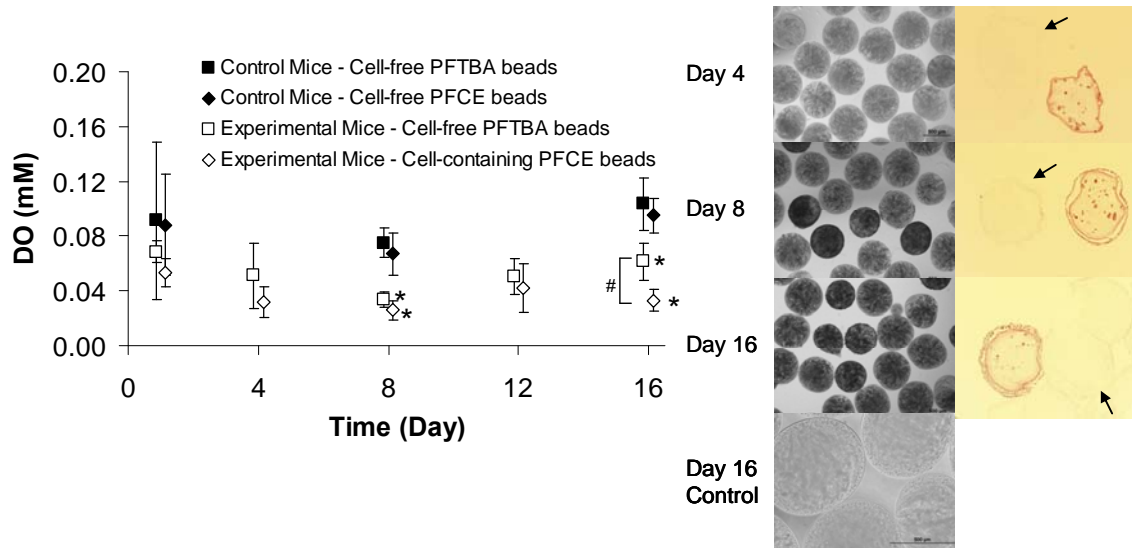 ■ Control Mice - Cell-free PFTBA beads
◆ Control Mice - Cell-free PFCE beads
□ Experimental Mice - Cell-free PFTBA beads
◇ Experimental Mice - Cell-containing PFCE beads
DO (mM)
0.20
0.16
0.12
0.08
0.04
0.00
*
*
#
*
*
0
4
8
12
16
Time (Day)
Day 4
Day 8
Day 16
Day 16
Control